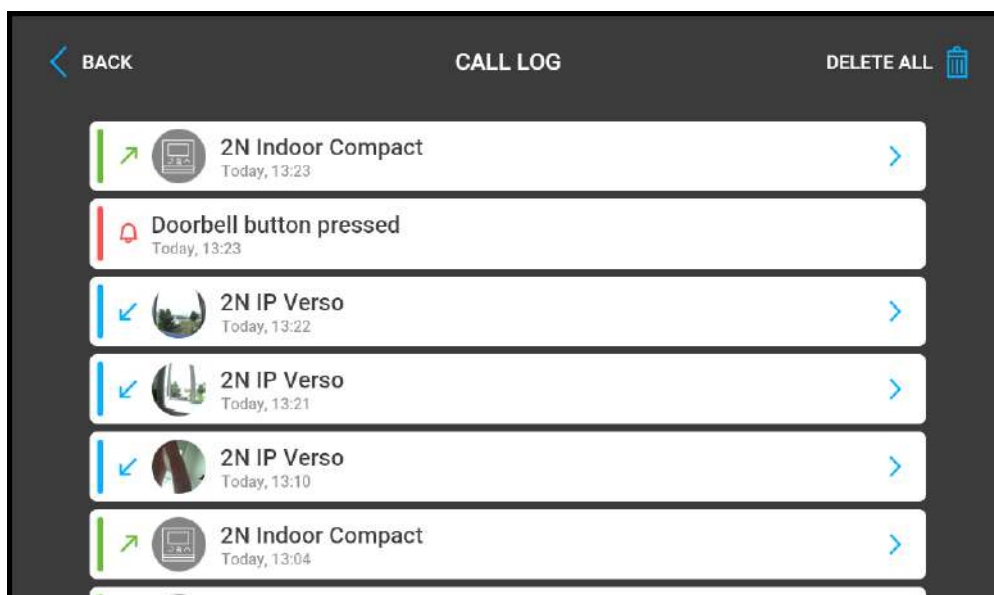 BACK
CALL LOG
DELETE ALL
2N Indoor Compact
Today, 13:23
Doorbell button pressed
Today, 13:23
2N IP Verso
Today, 13:22
2N IP Verso
Today, 13:21
2N IP Verso
Today, 13:10
2N Indoor Compact
Today, 13:04